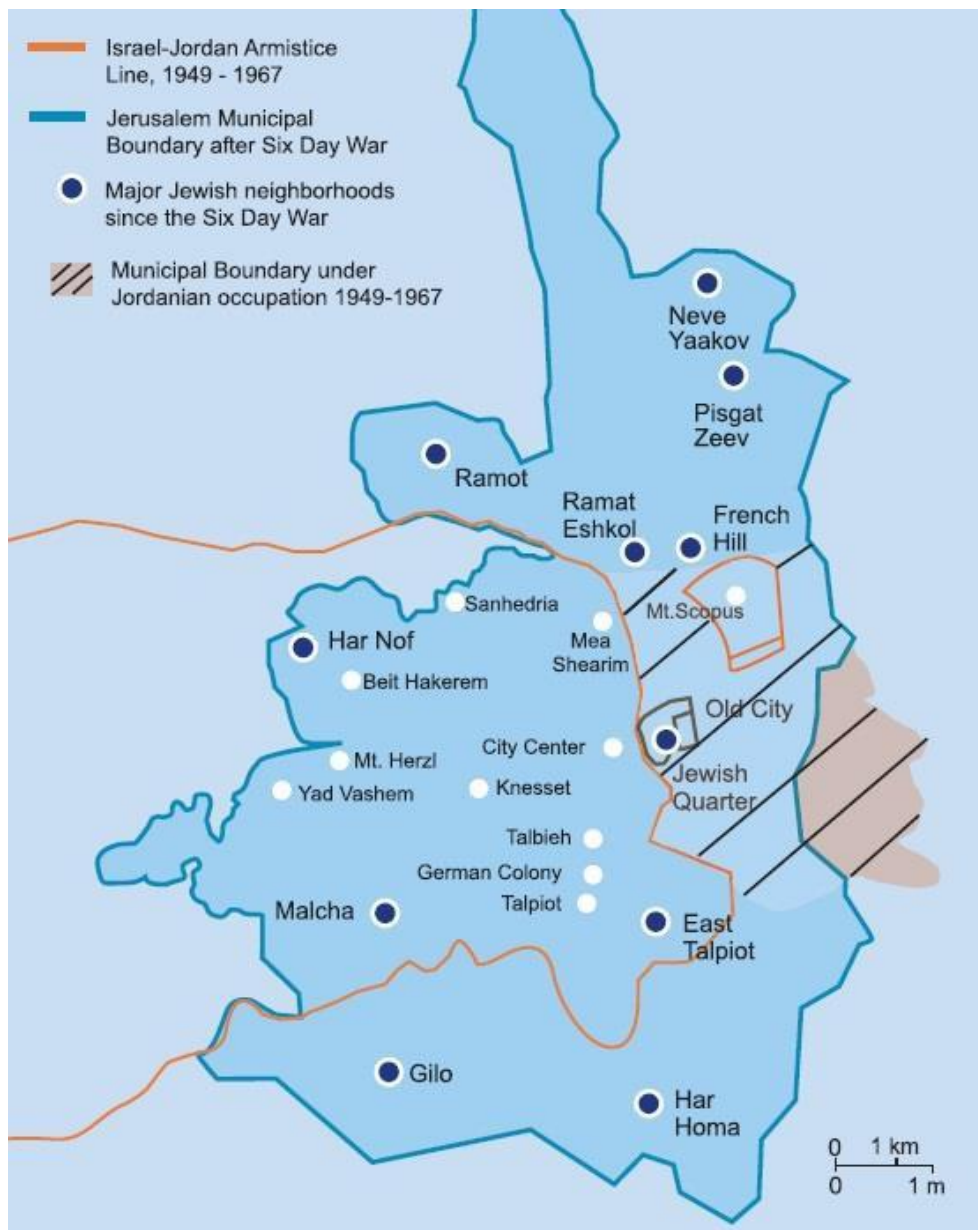 Israel-Jordan Armistice
Line, 1949 - 1967
Jerusalem Municipal
Boundary after Six Day War
Major Jewish neighborhoods
since the Six Day War
Municipal Boundary under
Jordanian occupation 1949-1967
Neve
Yaakov
Pisgat
Zeev
Ramot
Ramat
Eshkol
French
Hill
Mt.Scopus
Sanhedria
Mea
Shearim
Har Nof
Beit Hakerem
Old City
City Center
Mt. Herzl
Jewish
Quarter
Yad Vashem
Knesset
Talbieh
German Colony
Talpiot
Malcha
East
Talpiot
Gilo
Har
Homa
0 1 km
0 1 m